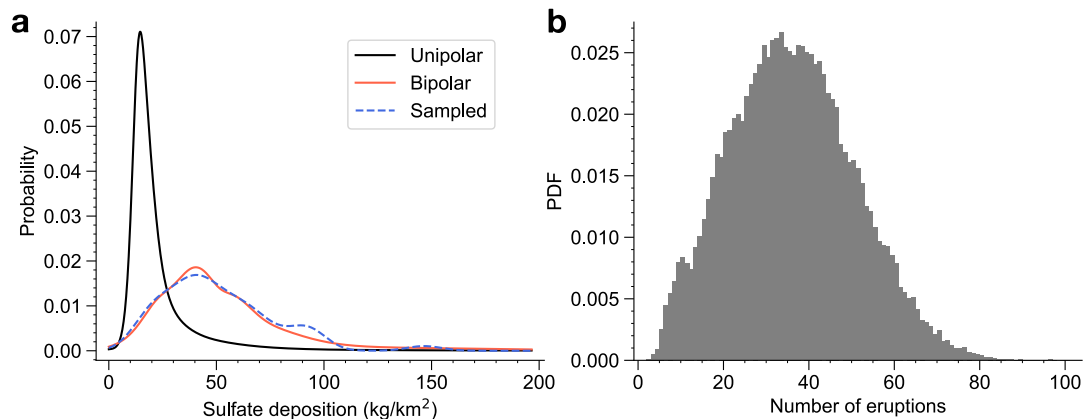 a
0.07
0.06
0.05
0.04
0.03
0.02
0.01
0.00
Probability
0 50 100 150 200
Sulfate deposition (kg/km²)
Unipolar
Bipolar
Sampled
b
0.025
0.020
0.015
0.010
0.005
0.000
PDF
0 20 40 60 80 100
Number of eruptions